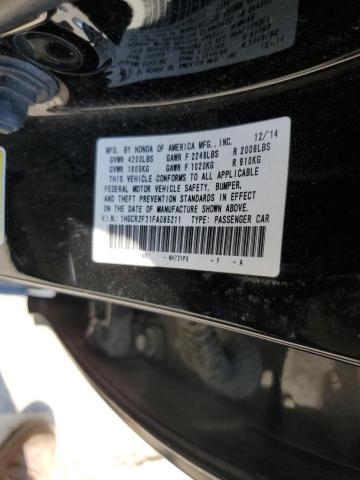 MFG. BY HONDA OF AMERICA MFG., INC. 12/14
GVWR 4200LBS GAWR F 2249LBS R 2006LBS
GVWR 1905KG GAWR F 1020KG R 910KG
THIS VEHICLE CONFORMS TO ALL APPLICABLE
FEDERAL MOTOR VEHICLE SAFETY, BUMPER,
AND THEFT PREVENTION STANDARDS IN EFFECT
ON THE DATE OF MANUFACTURE SHOWN ABOVE.
V.I.N.: 1HGCR2F31FA085211 TYPE: PASSENGER CAR
NH731PX - F - A